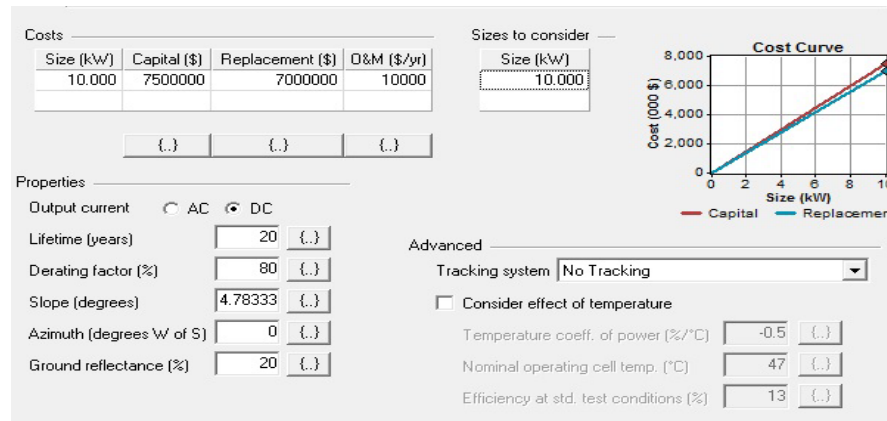 Costs
Size (kW) Capital ($) Replacement ($) O&M ($/yr)
10.000 7500000 7000000 10000
{..} {..} {..}
Sizes to consider
Size (kW)
10.000
Cost Curve
8,000
6,000
4,000
2,000
0
Cost (000 $)
0 2 4 6 8 1
Size (kW)
Capital Replacemer
Properties
Output current AC DC
Lifetime (years) 20 {..}
Derating factor (%) 80 {..}
Slope (degrees) 4.78333 {..}
Azimuth (degrees W of S) 0 {..}
Ground reflectance (%) 20 {..}
Advanced
Tracking system No Tracking
Consider effect of temperature
Temperature coeff. of power (%/°C) -0.5 {..}
Nominal operating cell temp. (°C) 47 {..}
Efficiency at std. test conditions (%) 13 {..}